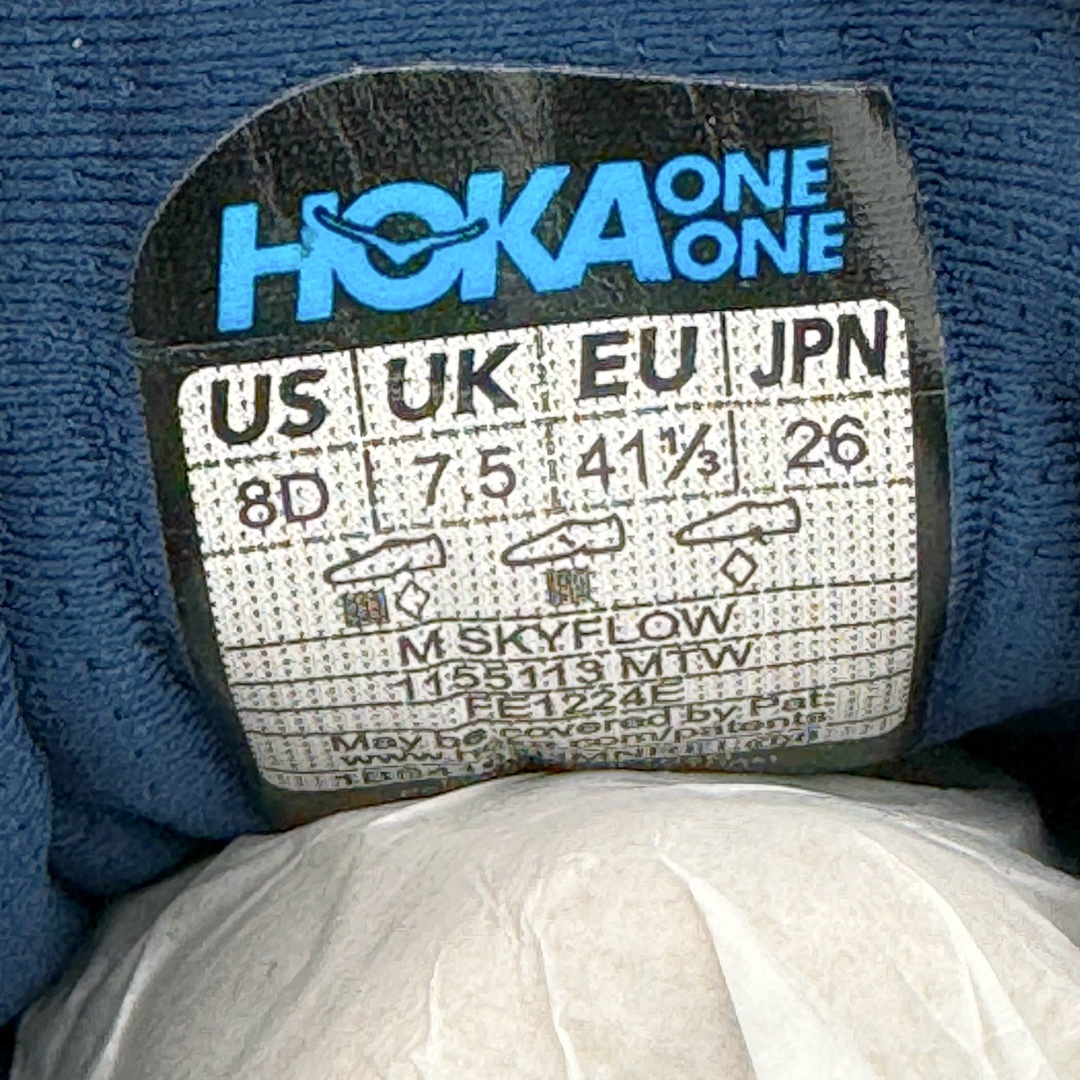 HOKA ONE ONE
US UK EU JPN
8D 7.5 41⅓ 26
M SKYFLOW
1155113 MTW
FE1224E
May be covered by Pat.